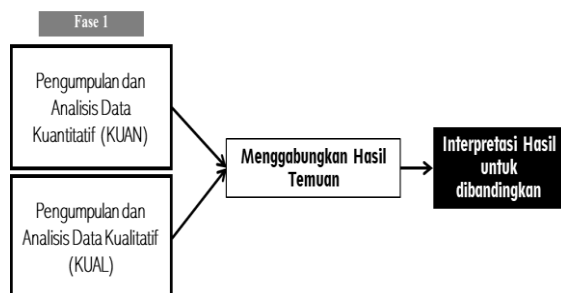 Fase 1
Pengumpulan dan
Analisis Data
Kuantitatif (KUAN)
Pengumpulan dan
Analisis Data Kualitatif
(KUAL)
Menggabungkan Hasil
Temuan
Interpretasi Hasil
untuk
dibandingkan